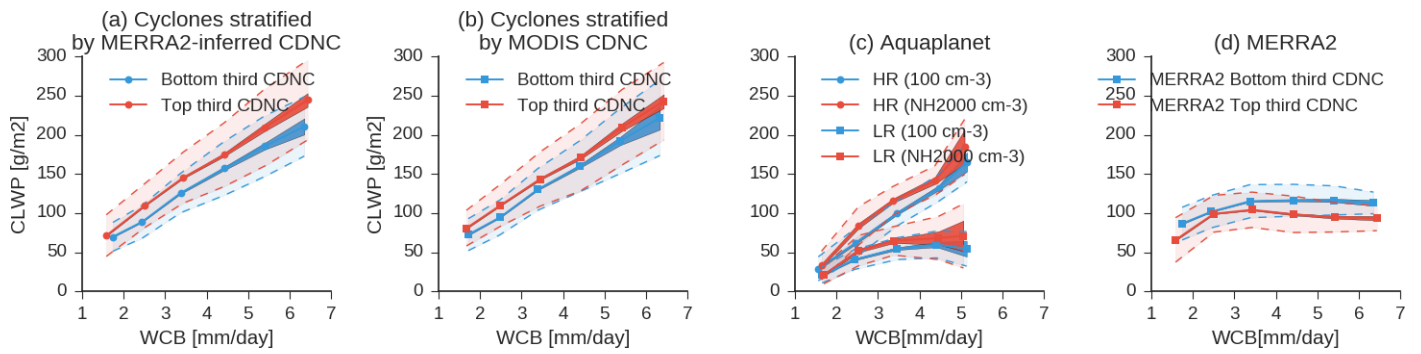 (a) Cyclones stratified
by MERRA2-inferred CDNC
300
250
200
150
100
50
0
CLWP [g/m2]
Bottom third CDNC
Top third CDNC
1 2 3 4 5 6 7
WCB [mm/day]
(b) Cyclones stratified
by MODIS CDNC
300
250
200
150
100
50
0
CLWP [g/m2]
Bottom third CDNC
Top third CDNC
1 2 3 4 5 6 7
WCB [mm/day]
(c) Aquaplanet
300
250
200
150
100
50
0
HR (100 cm-3)
HR (NH2000 cm-3)
LR (100 cm-3)
LR (NH2000 cm-3)
1 2 3 4 5 6 7
WCB[mm/day]
(d) MERRA2
300
250
200
150
100
50
0
MERRA2 Bottom third CDNC
MERRA2 Top third CDNC
1 2 3 4 5 6 7
WCB[mm/day]